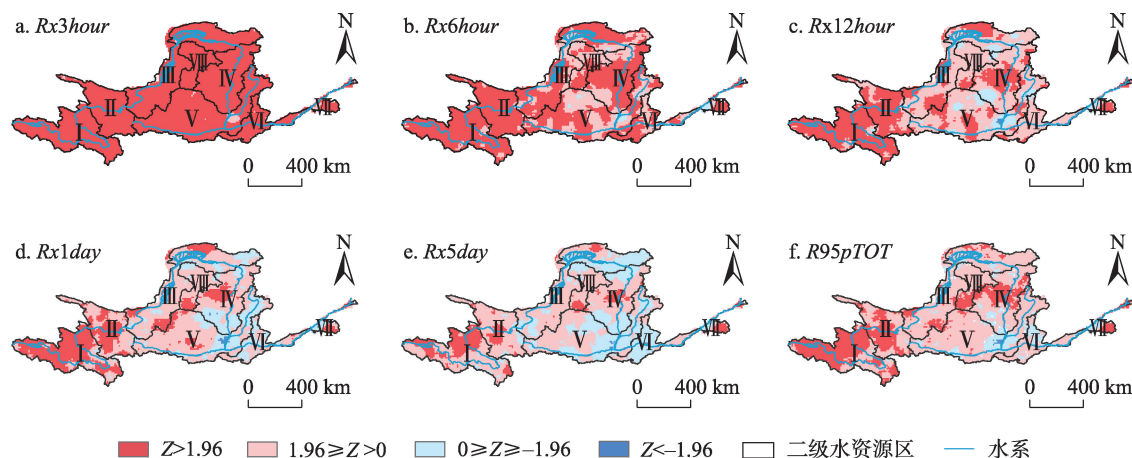 a. Rx3hour
N
I
II
III
IV
V
VI
VII
VIII
0 400 km
b. Rx6hour
N
I
II
III
IV
V
VI
VII
VIII
0 400 km
c. Rx12hour
N
I
II
III
IV
V
VI
VII
VIII
0 400 km
d. Rx1day
N
I
II
III
IV
V
VI
VII
VIII
0 400 km
e. Rx5day
N
I
II
III
IV
V
VI
VII
VIII
0 400 km
f. R95pTOT
N
I
II
III
IV
V
VI
VII
VIII
0 400 km
Z>1.96 1.96≥Z>0 0≥Z≥–1.96 Z<–1.96 二级水资源区 水系